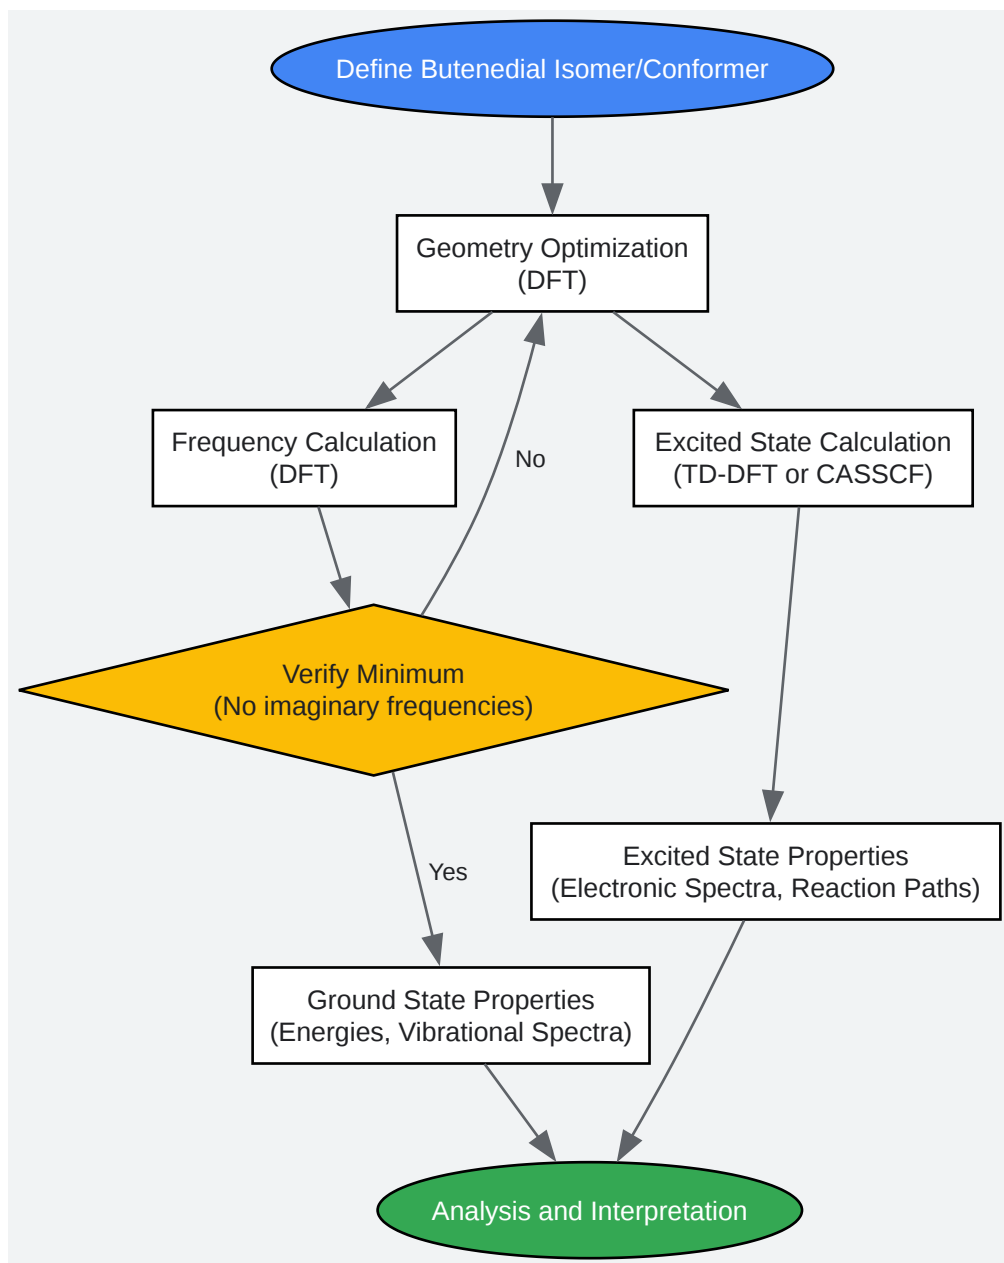 Define Butenedial Isomer/Conformer
Geometry Optimization
(DFT)
Frequency Calculation
(DFT)
No
Excited State Calculation
(TD-DFT or CASSCF)
Verify Minimum
(No imaginary frequencies)
Yes
Excited State Properties
(Electronic Spectra, Reaction Paths)
Ground State Properties
(Energies, Vibrational Spectra)
Analysis and Interpretation